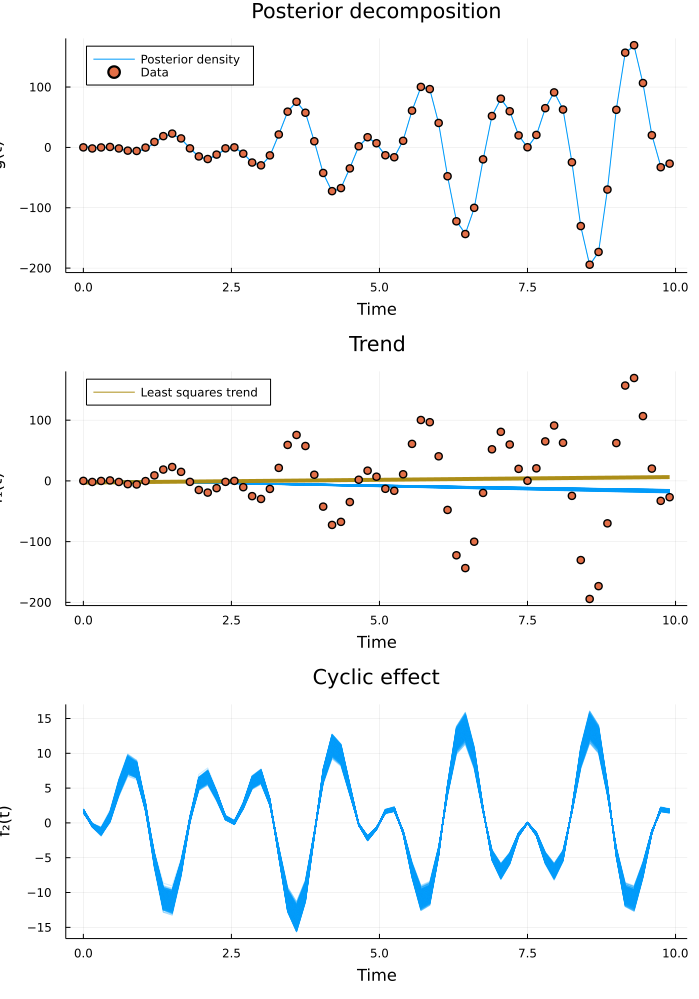 Posterior decomposition
Posterior density
Data
100
0
−100
−200
0.0 2.5 5.0 7.5 10.0
Time
Trend
Least squares trend
100
0
−100
−200
0.0 2.5 5.0 7.5 10.0
Time
Cyclic effect
15
10
5
0
−5
−10
−15
f₂(t)
0.0 2.5 5.0 7.5 10.0
Time